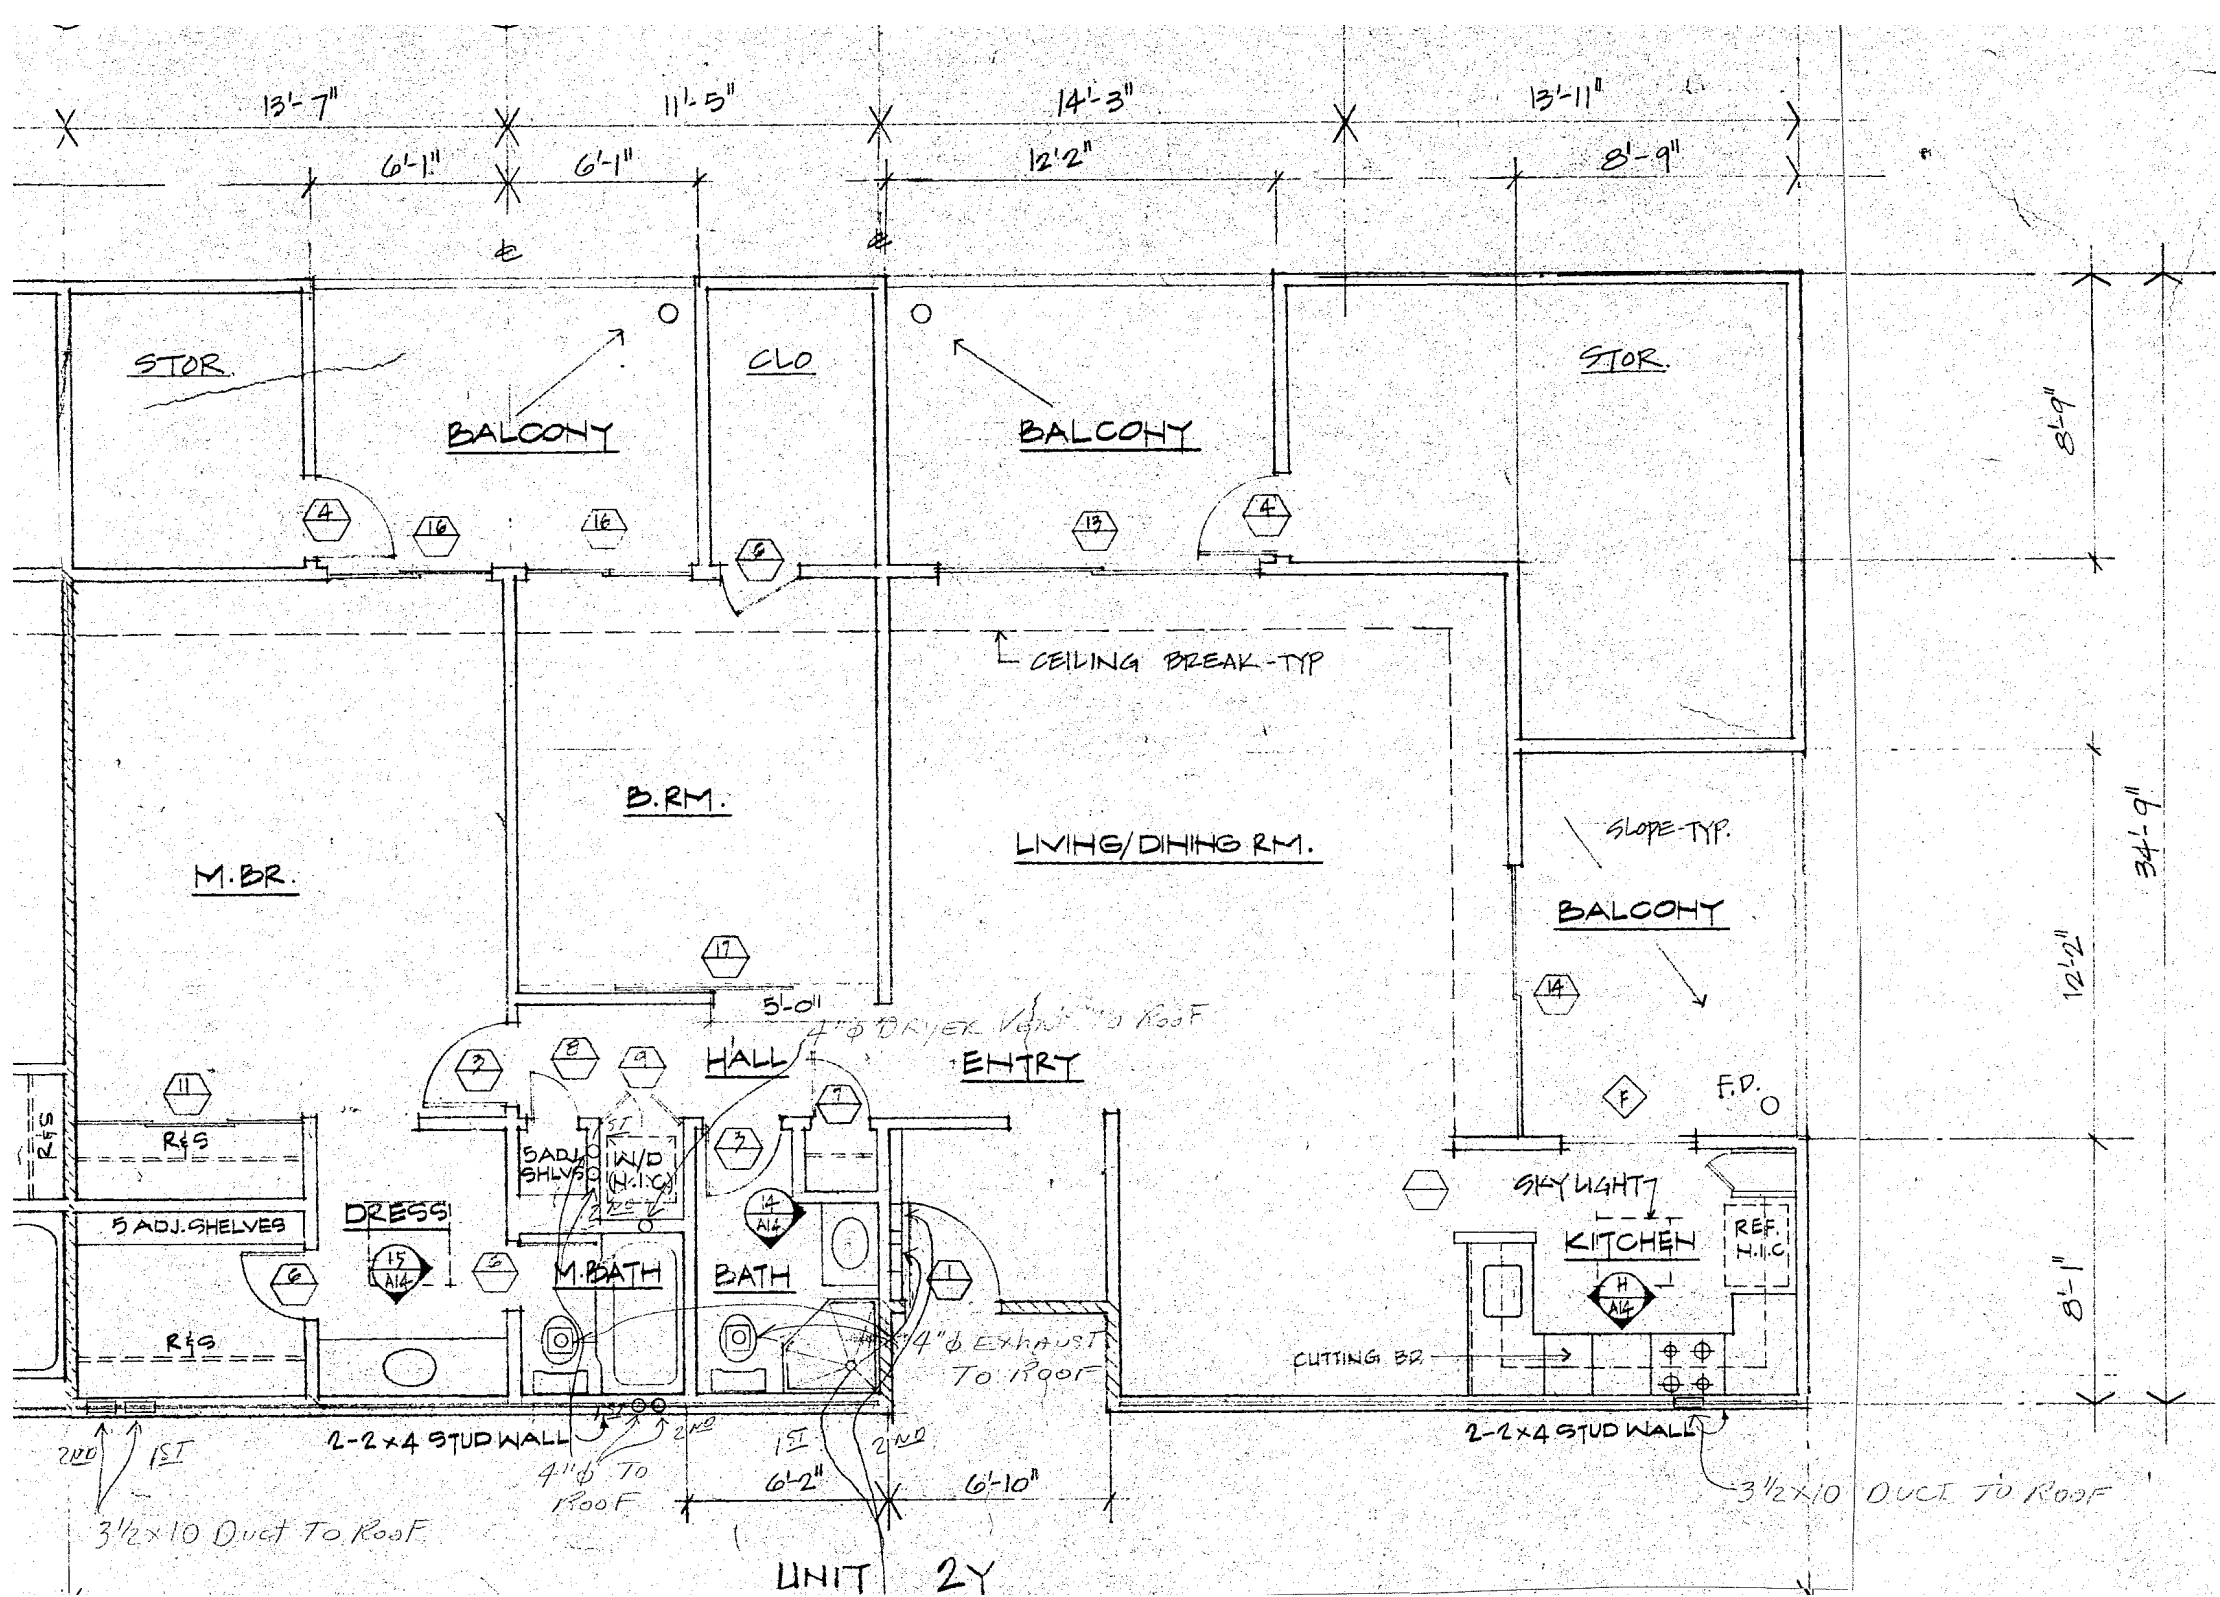 13'-7" 11'-5" 14'-3" 13'-11"
6'-1" 6'-1" 12'2" 8'-9"
℄ ℄
STOR. CLO STOR.
BALCONY BALCONY
8'-9"
4 16 16 6 13 4
CEILING BREAK-TYP
B.RM.
SLOPE-TYP.
LIVING/DINING RM.
34'-9"
M.BR.
BALCONY
17 14
12'-2"
5'-0"
4"ϕ DRYER VENT TO ROOF
3 8 9 HALL ENTRY
11 7 F F.D.
R&S R&S
1ST
5 ADJ. SHLVS
W/D (N.I.C.)
2ND
3
SKYLIGHT
5 ADJ. SHELVES
DRESS
14
A14
KITCHEN
REF. N.I.C.
6
15
A14
M.BATH BATH
1
H
A14
R&S
4"ϕ EXHAUST
TO ROOF
CUTTING BD.
1ST 2ND
2-2x4 STUD WALL
2-2x4 STUD WALL
2ND 1ST
1ST 2ND
4"ϕ TO
ROOF
6'-2" 6'-10"
8'-1"
3 1/2x10 DUCT TO ROOF
3 1/2x10 DUCT TO ROOF
UNIT 2Y